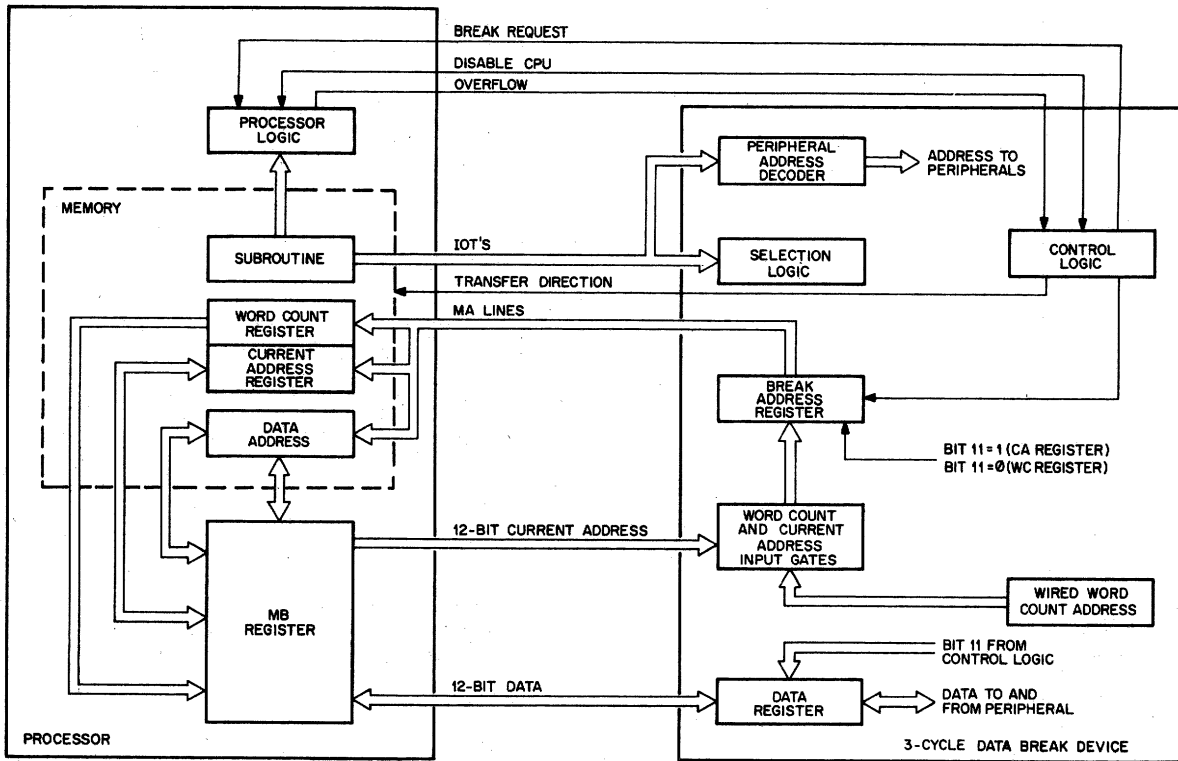 BREAK REQUEST
DISABLE CPU
OVERFLOW
PROCESSOR
LOGIC
PERIPHERAL
ADDRESS
DECODER
ADDRESS TO
PERIPHERALS
MEMORY
SUBROUTINE
IOT'S
SELECTION
LOGIC
CONTROL
LOGIC
TRANSFER DIRECTION
WORD COUNT
REGISTER
MA LINES
CURRENT
ADDRESS
REGISTER
BREAK
ADDRESS
REGISTER
DATA
ADDRESS
BIT 11 = 1 (CA REGISTER)
BIT 11 = Ø (WC REGISTER)
12-BIT CURRENT ADDRESS
WORD COUNT
AND CURRENT
ADDRESS
INPUT GATES
WIRED WORD
COUNT ADDRESS
MB
REGISTER
BIT 11 FROM
CONTROL LOGIC
12-BIT DATA
DATA
REGISTER
DATA TO AND
FROM PERIPHERAL
PROCESSOR
3-CYCLE DATA BREAK DEVICE